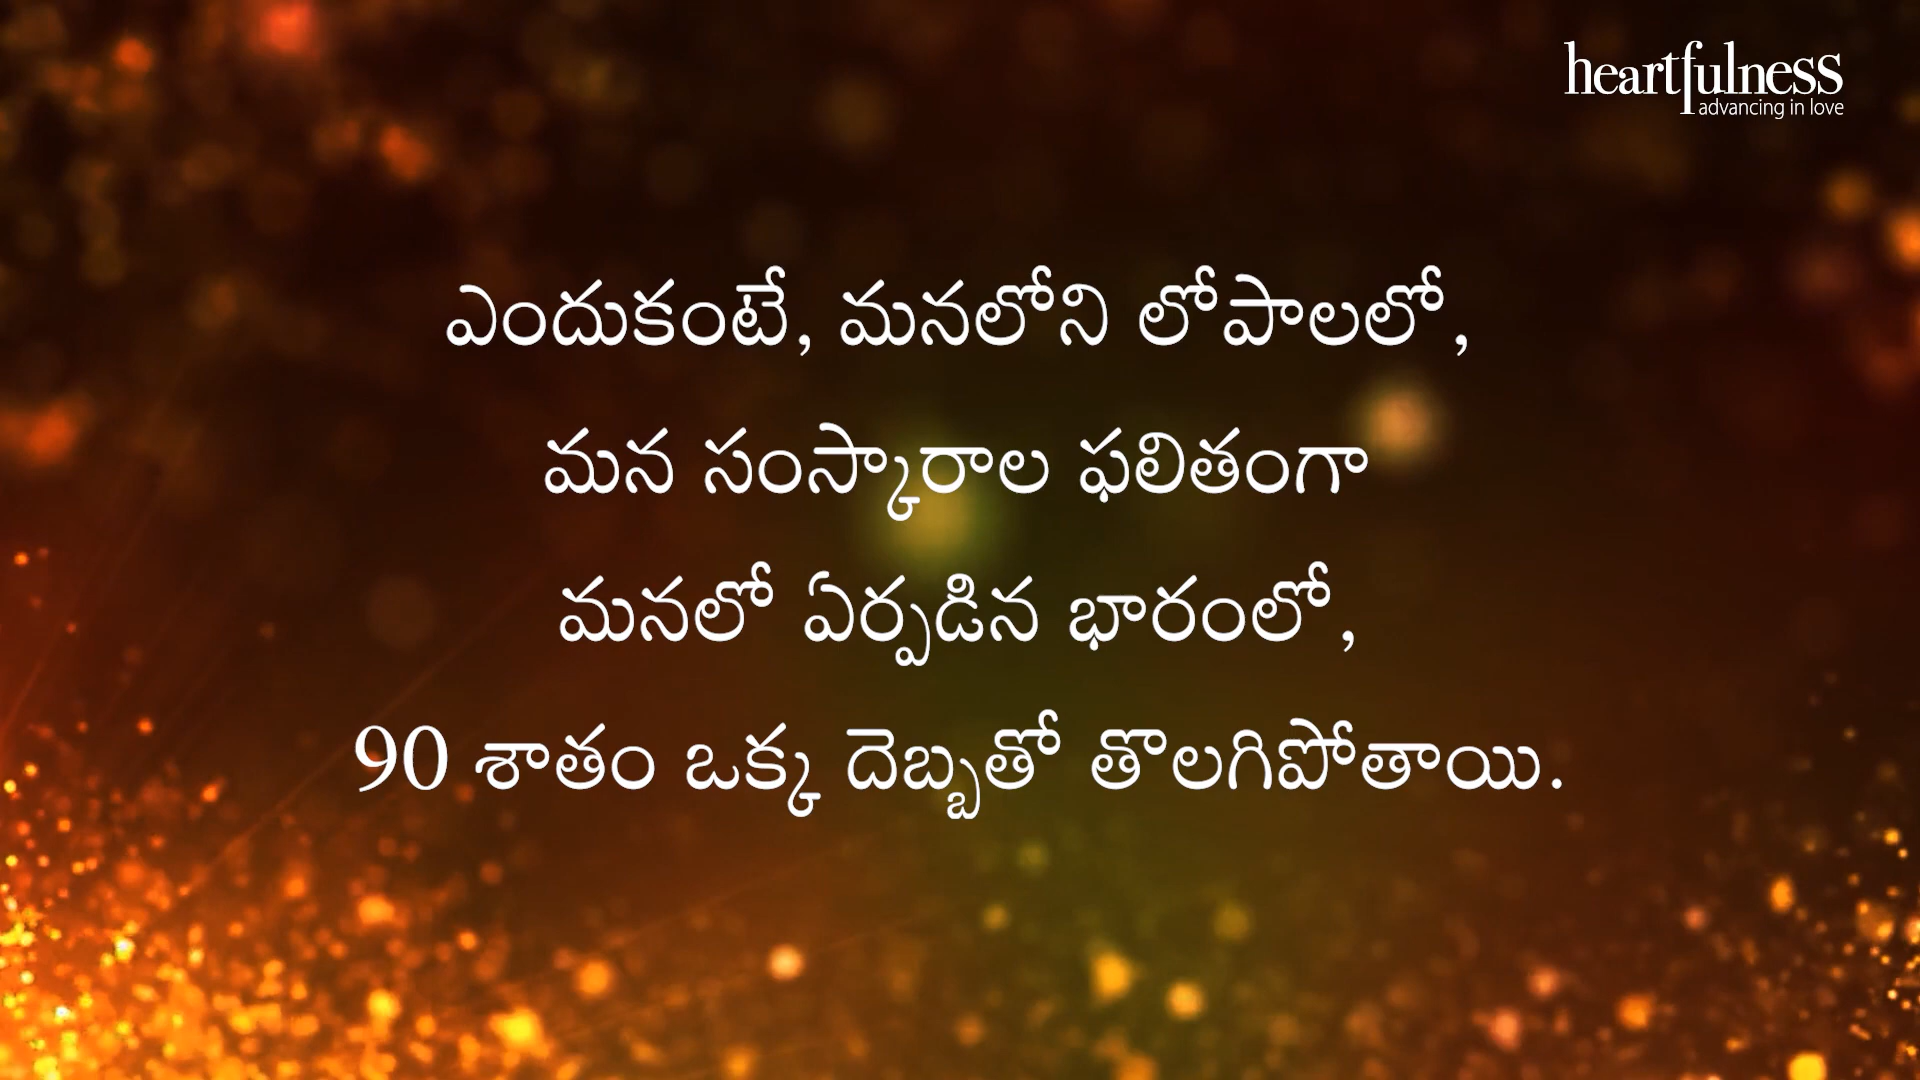 heartfulness
advancing in love
ఎందుకంటే, మనలోని లోపాలలో,
మన సంస్కారాల ఫలితంగా
మనలో ఏర్పడిన భారంలో,
90 శాతం ఒక్క దెబ్బతో తొలగిపోతాయి.